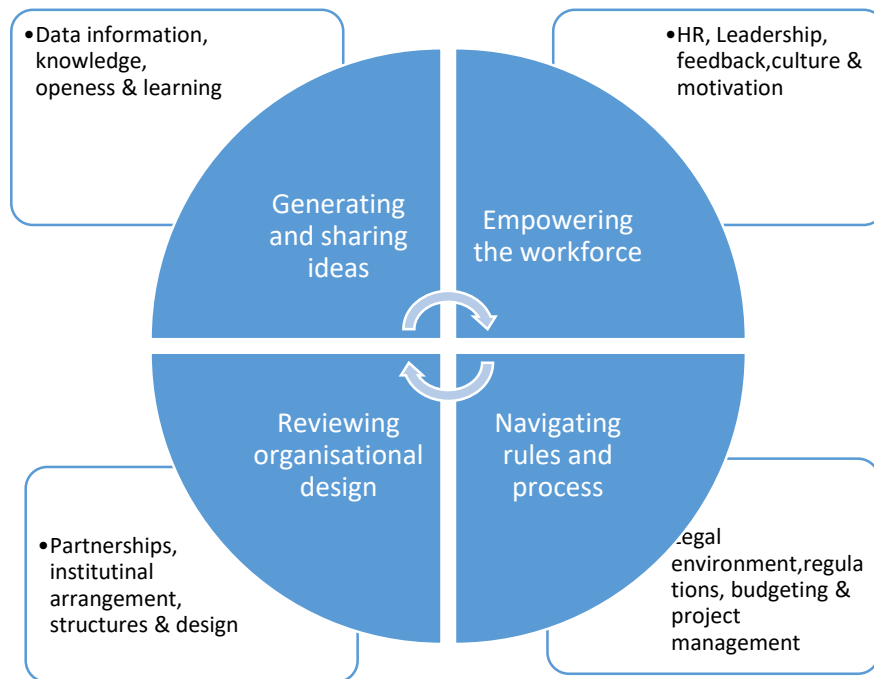 •Data information,
knowledge,
openess & learning
•HR, Leadership,
feedback,culture &
motivation
Generating
and sharing
ideas
Empowering
the workforce
Reviewing
organisational
design
Navigating
rules and
process
•Partnerships,
institutinal
arrangement,
structures & design
Legal
environment,regula
tions, budgeting &
project
management